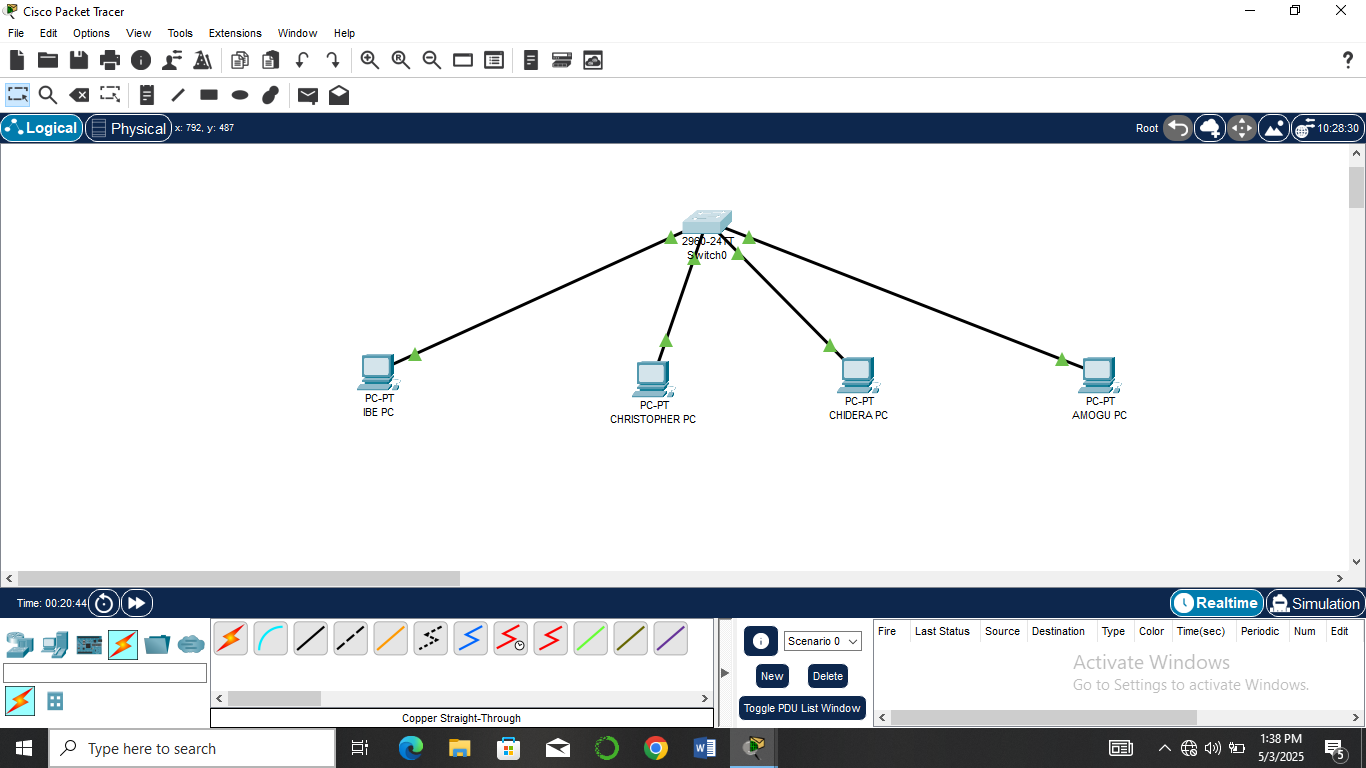 Cisco Packet Tracer
File Edit Options View Tools Extensions Window Help
Logical Physical x: 792, y: 487 Root 10:28:30
2960-24TT
Switch0
PC-PT
IBE PC
PC-PT
CHRISTOPHER PC
PC-PT
CHIDERA PC
PC-PT
AMOGU PC
Time: 00:20:44 Realtime Simulation
Scenario 0
New Delete
Toggle PDU List Window
Fire Last Status Source Destination Type Color Time(sec) Periodic Num Edit
Activate Windows
Go to Settings to activate Windows.
Copper Straight-Through
Type here to search
1:38 PM
5/3/2025
5